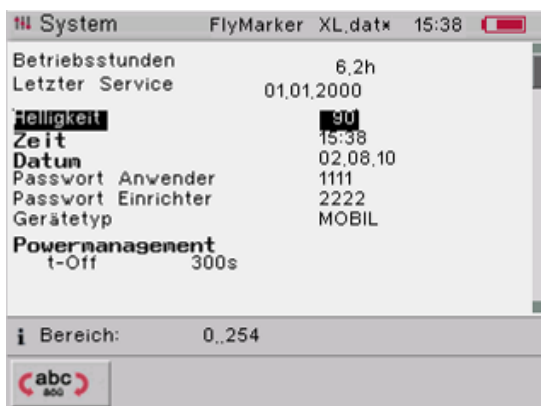 System FlyMarker XL.dat* 15:38
Betriebsstunden 6.2h
Letzter Service 01.01.2000
Helligkeit 90
Zeit 15:38
Datum 02.08.10
Passwort Anwender 1111
Passwort Einrichter 2222
Gerätetyp MOBIL
Powermanagement
t-Off 300s
i Bereich: 0..254
abc